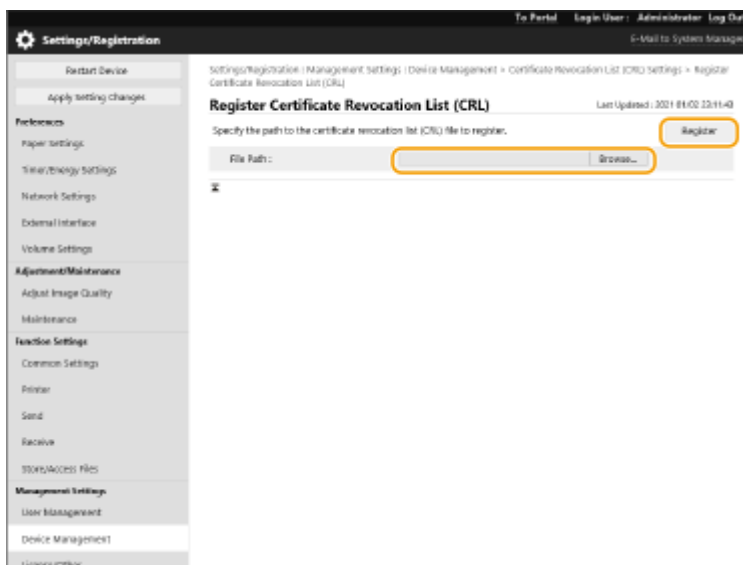 To Portal Login User : Administrator Log Out
Settings/Registration
E-Mail to System Manager
Restart Device
Apply Setting Changes
Settings/Registration : Management Settings : Device Management > Certificate Revocation List (CRL) Settings > Register
Certificate Revocation List (CRL)
Register Certificate Revocation List (CRL)
Last Updated : 2021 01/02 23:11:43
Specify the path to the certificate revocation list (CRL) file to register.
Register
File Path :
Browse...
Preferences
Paper Settings
Timer/Energy Settings
Network Settings
External Interface
Volume Settings
Adjustment/Maintenance
Adjust Image Quality
Maintenance
Function Settings
Common Settings
Printer
Send
Receive
Store/Access Files
Management Settings
User Management
Device Management